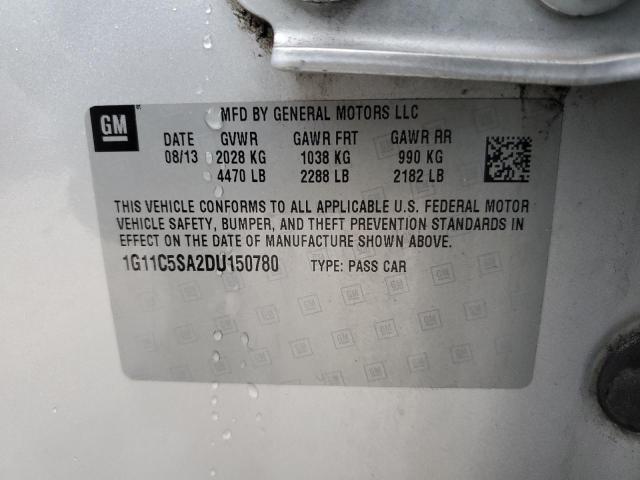 GM
MFD BY GENERAL MOTORS LLC
DATE GVWR GAWR FRT GAWR RR
08/13 2028 KG 1038 KG 990 KG
4470 LB 2288 LB 2182 LB
THIS VEHICLE CONFORMS TO ALL APPLICABLE U.S. FEDERAL MOTOR
VEHICLE SAFETY, BUMPER, AND THEFT PREVENTION STANDARDS IN
EFFECT ON THE DATE OF MANUFACTURE SHOWN ABOVE.
1G11C5SA2DU150780 TYPE: PASS CAR